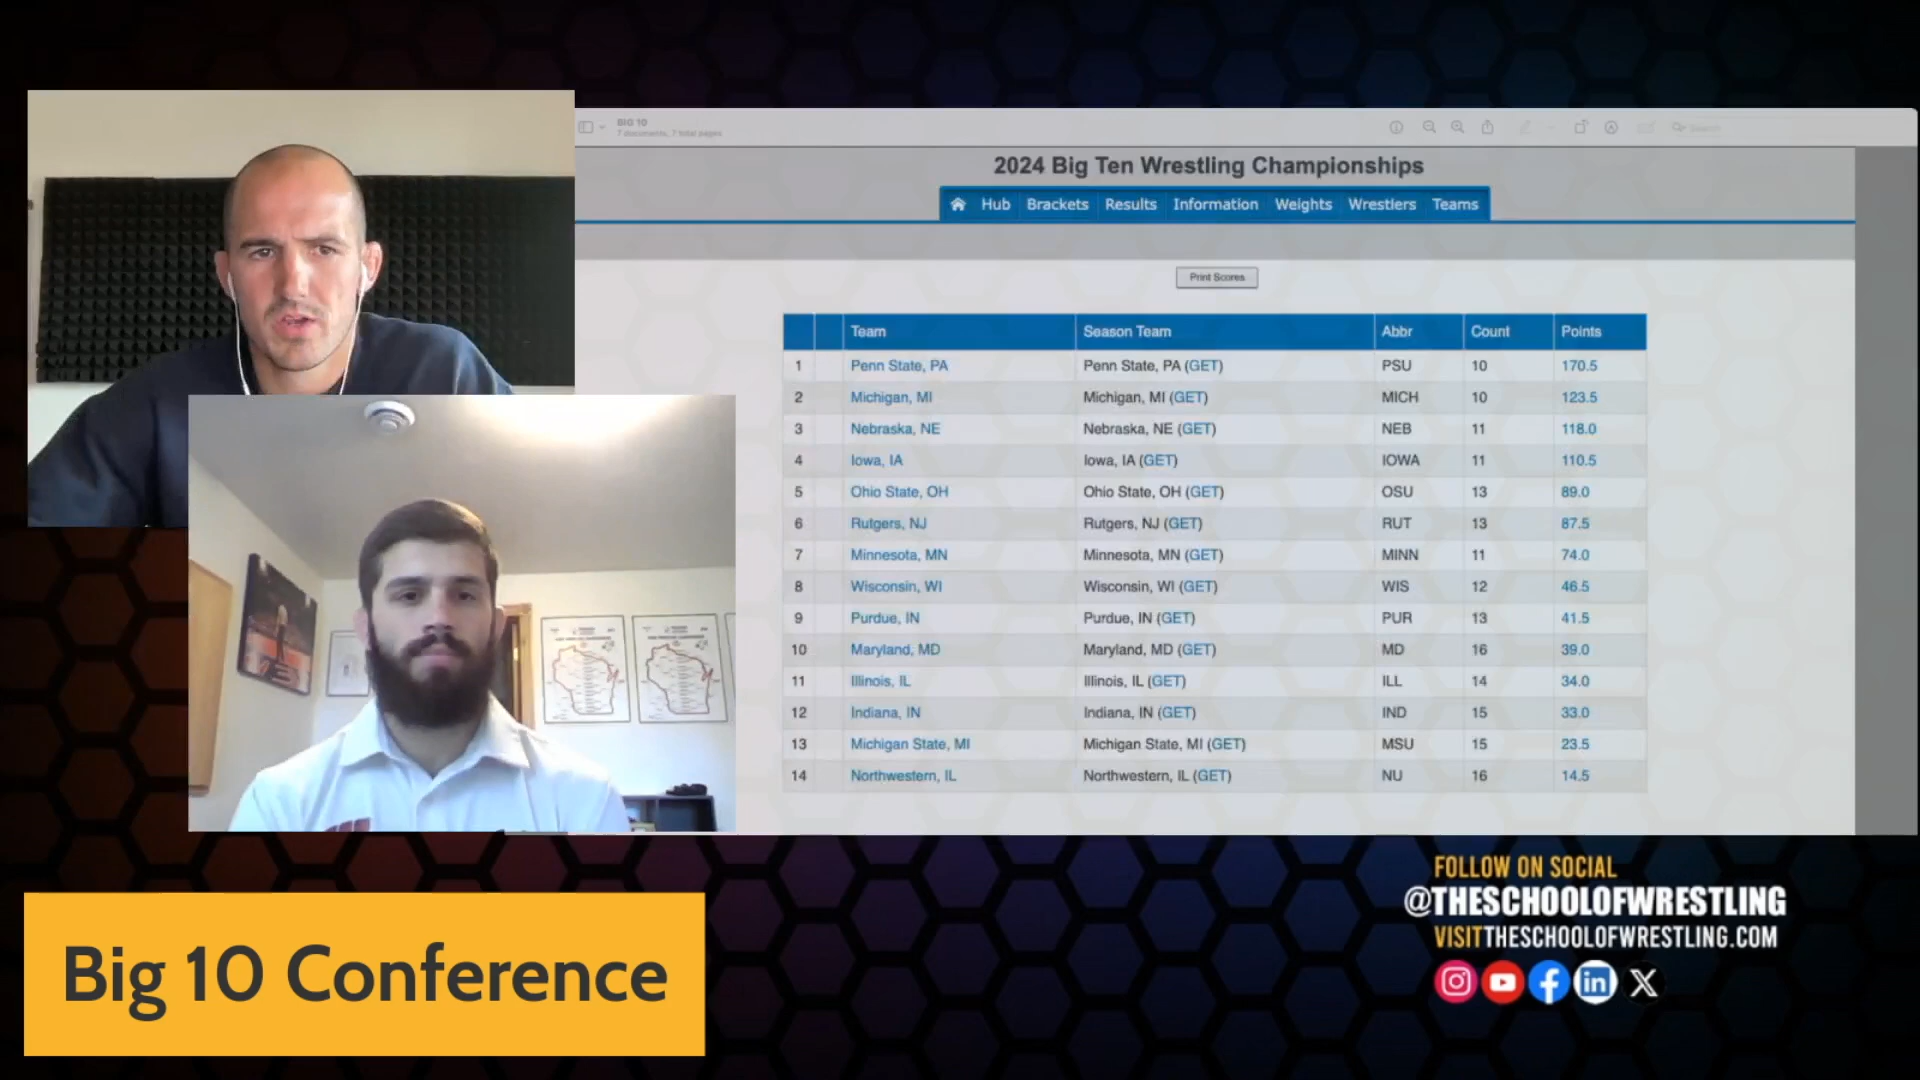 BIG 10
7 documents, 7 total pages
Search
2024 Big Ten Wrestling Championships
Hub Brackets Results Information Weights Wrestlers Teams
Print Scores
Team Season Team Abbr Count Points
1 Penn State, PA Penn State, PA (GET) PSU 10 170.5
2 Michigan, MI Michigan, MI (GET) MICH 10 123.5
3 Nebraska, NE Nebraska, NE (GET) NEB 11 118.0
4 Iowa, IA Iowa, IA (GET) IOWA 11 110.5
5 Ohio State, OH Ohio State, OH (GET) OSU 13 89.0
6 Rutgers, NJ Rutgers, NJ (GET) RUT 13 87.5
7 Minnesota, MN Minnesota, MN (GET) MINN 11 74.0
8 Wisconsin, WI Wisconsin, WI (GET) WIS 12 46.5
9 Purdue, IN Purdue, IN (GET) PUR 13 41.5
10 Maryland, MD Maryland, MD (GET) MD 16 39.0
11 Illinois, IL Illinois, IL (GET) ILL 14 34.0
12 Indiana, IN Indiana, IN (GET) IND 15 33.0
13 Michigan State, MI Michigan State, MI (GET) MSU 15 23.5
14 Northwestern, IL Northwestern, IL (GET) NU 16 14.5
Big 10 Conference
FOLLOW ON SOCIAL
@THESCHOOLOFWRESTLING
VISITTHESCHOOLOFWRESTLING.COM